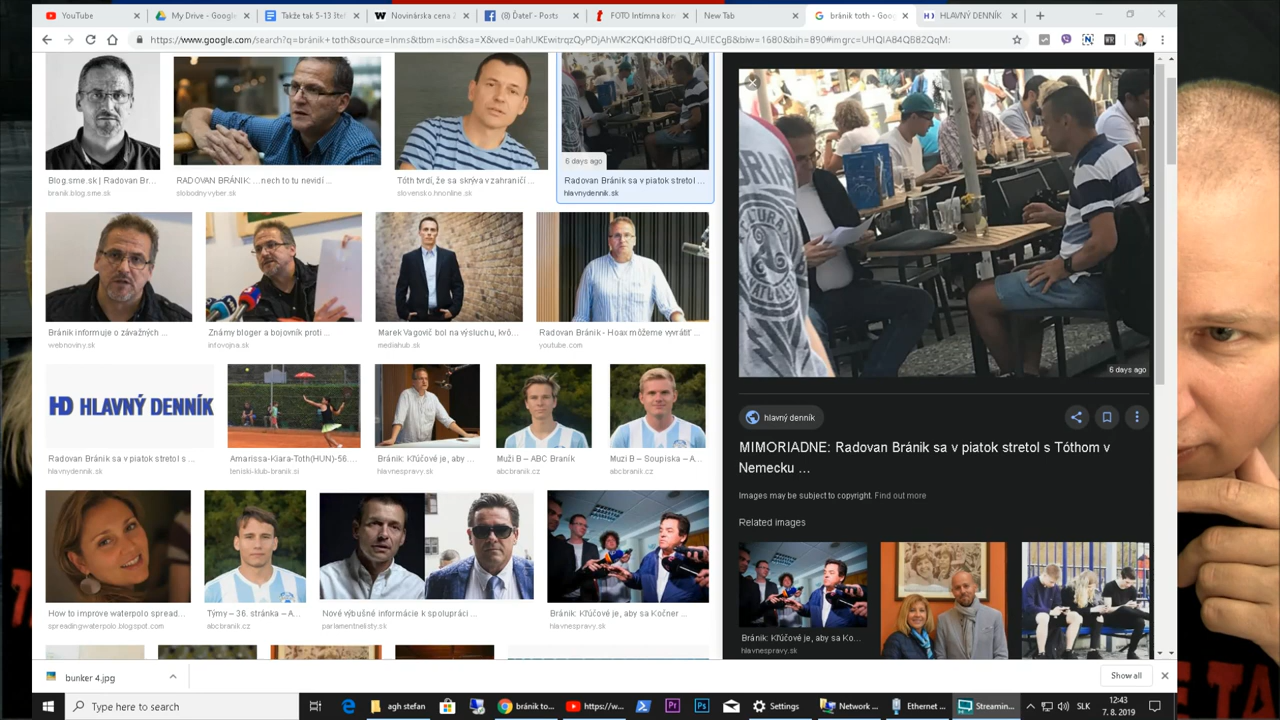 YouTube
My Drive - Google
Takže tak 5-13 štef
Novinárska cena 2
(8) Ďateľ - Posts
FOTO Intímna kom
New Tab
bránik toth - Goo
HLAVNÝ DENNÍK
https://www.google.com/search?q=bránik+toth&source=lnms&tbm=isch&sa=X&ved=0ahUKEwitrqzQyPDjAhWK2KQKHd8fDtIQ_AUIECgB&biw=1680&bih=890#imgrc=UHQIA84QB82QqM:
6 days ago
Blog.sme.sk | Radovan Br...
branik.blog.sme.sk
RADOVAN BRÁNIK: ...nech to tu nevidí ...
slobodnyvyber.sk
Tóth tvrdí, že sa skrýva v zahraničí ...
slovensko.hnonline.sk
Radovan Bránik sa v piatok stretol ...
hlavnydennik.sk
Bránik informuje o závažných ...
webnoviny.sk
Známy bloger a bojovník proti ...
infovojna.sk
Marek Vagovič bol na výsluchu, kvô...
mediahub.sk
Radovan Bránik - Hoax môžeme vyvrátiť ...
youtube.com
HD HLAVNÝ DENNÍK
Radovan Bránik sa v piatok stretol s ...
hlavnydennik.sk
Amarissa-Kiara-Toth(HUN)-56...
teniski-klub-branik.si
Bránik: Kľúčové je, aby ...
hlavnespravy.sk
Muži B – ABC Braník
abcbranik.cz
Muzi B – Soupiska – A...
abcbranik.cz
How to improve waterpolo spread...
spreadingwaterpolo.blogspot.com
Týmy – 36. stránka – A...
abcbranik.cz
Nové výbušné informácie k spolupráci ...
parlamentnelisty.sk
Bránik: Kľúčové je, aby sa Kočner ...
hlavnespravy.sk
6 days ago
hlavný denník
MIMORIADNE: Radovan Bránik sa v piatok stretol s Tóthom v
Nemecku ...
Images may be subject to copyright. Find out more
Related images
Bránik: Kľúčové je, aby sa Ko...
hlavnespravy.sk
bunker 4.jpg
Show all
Type here to search
agh stefan
bránik to...
https://w...
Settings
Network ...
Ethernet ...
Streamin...
SLK
12:43
7. 8. 2019